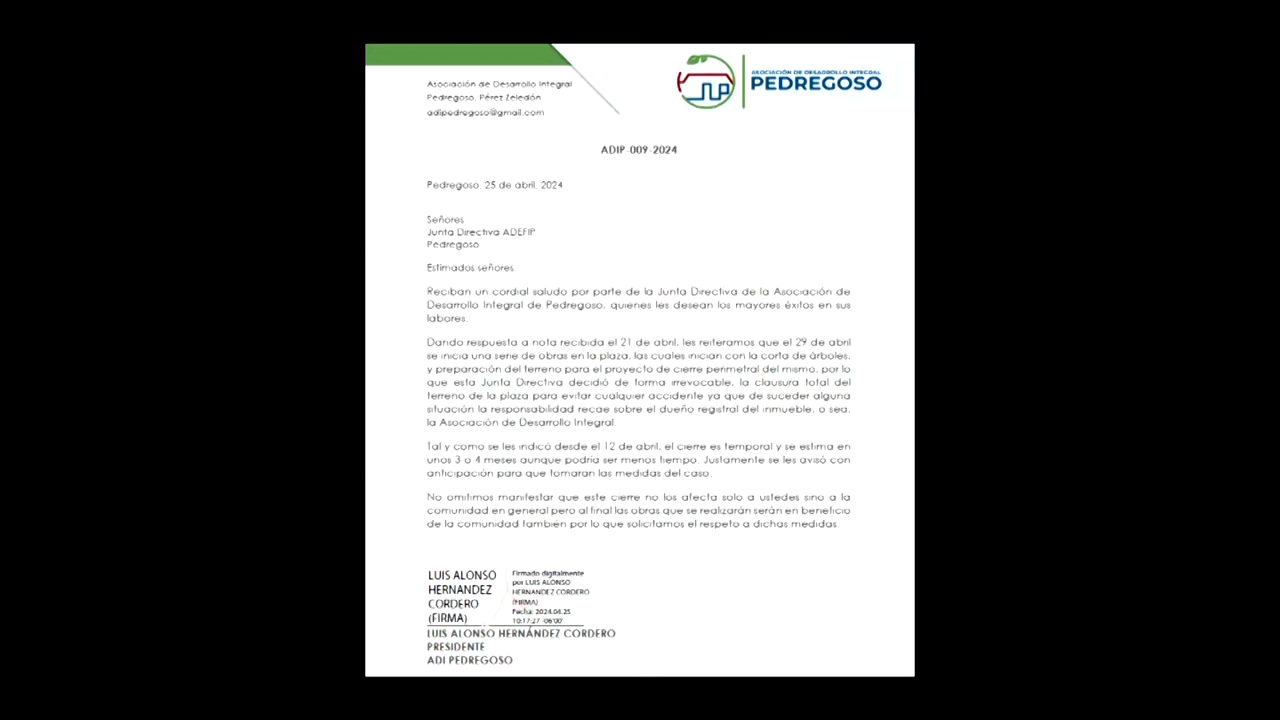 Asociación de Desarrollo Integral
Pedregoso, Pérez Zeledón
adipedregoso@gmail.com
ASOCIACIÓN DE DESARROLLO INTEGRAL
PEDREGOSO
ADIP-009-2024
Pedregoso, 25 de abril, 2024
Señores
Junta Directiva ADEFIP
Pedregoso
Estimados señores
Reciban un cordial saludo por parte de la Junta Directiva de la Asociación de
Desarrollo Integral de Pedregoso, quienes les desean los mayores éxitos en sus
labores.
Dando respuesta a nota recibida el 21 de abril, les reiteramos que el 29 de abril
se inicia una serie de obras en la plaza, las cuales inician con la corta de árboles,
y preparación del terreno para el proyecto de cierre perimetral del mismo, por lo
que esta Junta Directiva decidió de forma irrevocable, la clausura total del
terreno de la plaza para evitar cualquier accidente ya que de suceder alguna
situación la responsabilidad recae sobre el dueño registral del inmueble, o sea,
la Asociación de Desarrollo Integral.
Tal y como se les indicó desde el 12 de abril, el cierre es temporal y se estima en
unos 3 o 4 meses aunque podría ser menos tiempo. Justamente se les avisó con
anticipación para que tomaran las medidas del caso.
No omitimos manifestar que este cierre no los afecta solo a ustedes sino a la
comunidad en general pero al final las obras que se realizarán serán en beneficio
de la comunidad también por lo que solicitamos el respeto a dichas medidas.
LUIS ALONSO
HERNANDEZ
CORDERO
(FIRMA)
Firmado digitalmente
por LUIS ALONSO
HERNANDEZ CORDERO
(FIRMA)
Fecha: 2024.04.25
10:17:27 -06'00'
LUIS ALONSO HERNÁNDEZ CORDERO
PRESIDENTE
ADI PEDREGOSO